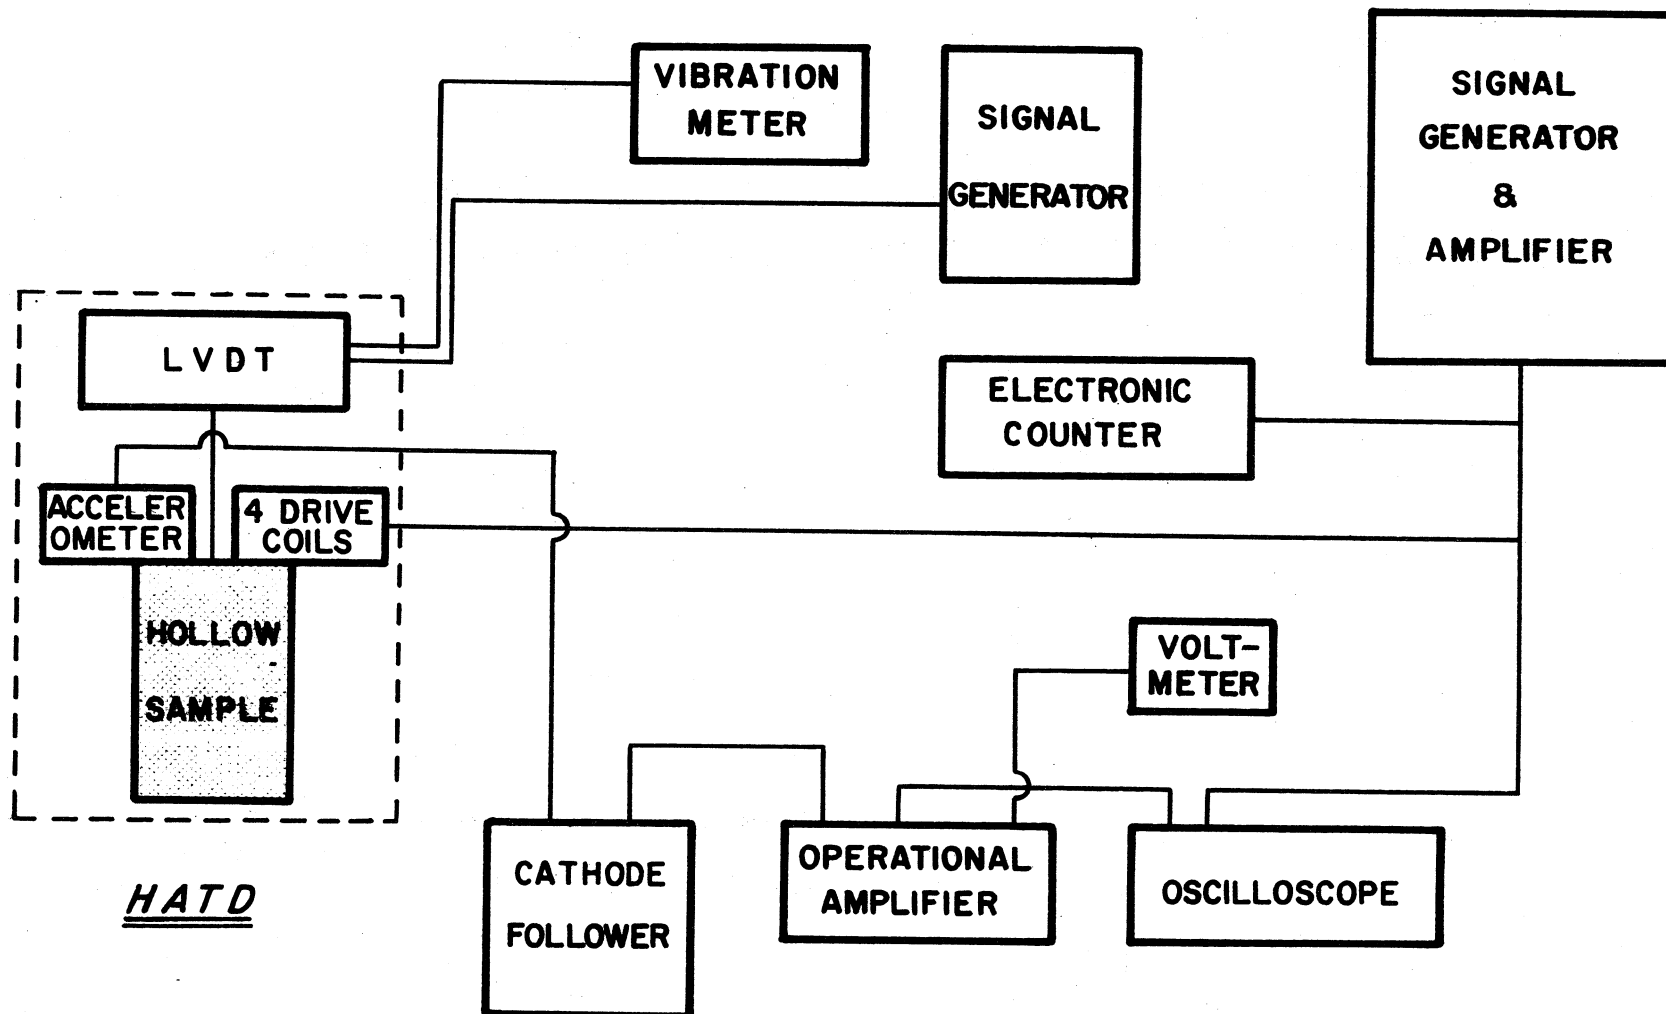 VIBRATION
METER
SIGNAL
GENERATOR
SIGNAL
GENERATOR
&
AMPLIFIER
LVDT
ELECTRONIC
COUNTER
ACCELER
OMETER
4 DRIVE
COILS
HOLLOW
SAMPLE
VOLT-
METER
HATD
CATHODE
FOLLOWER
OPERATIONAL
AMPLIFIER
OSCILLOSCOPE